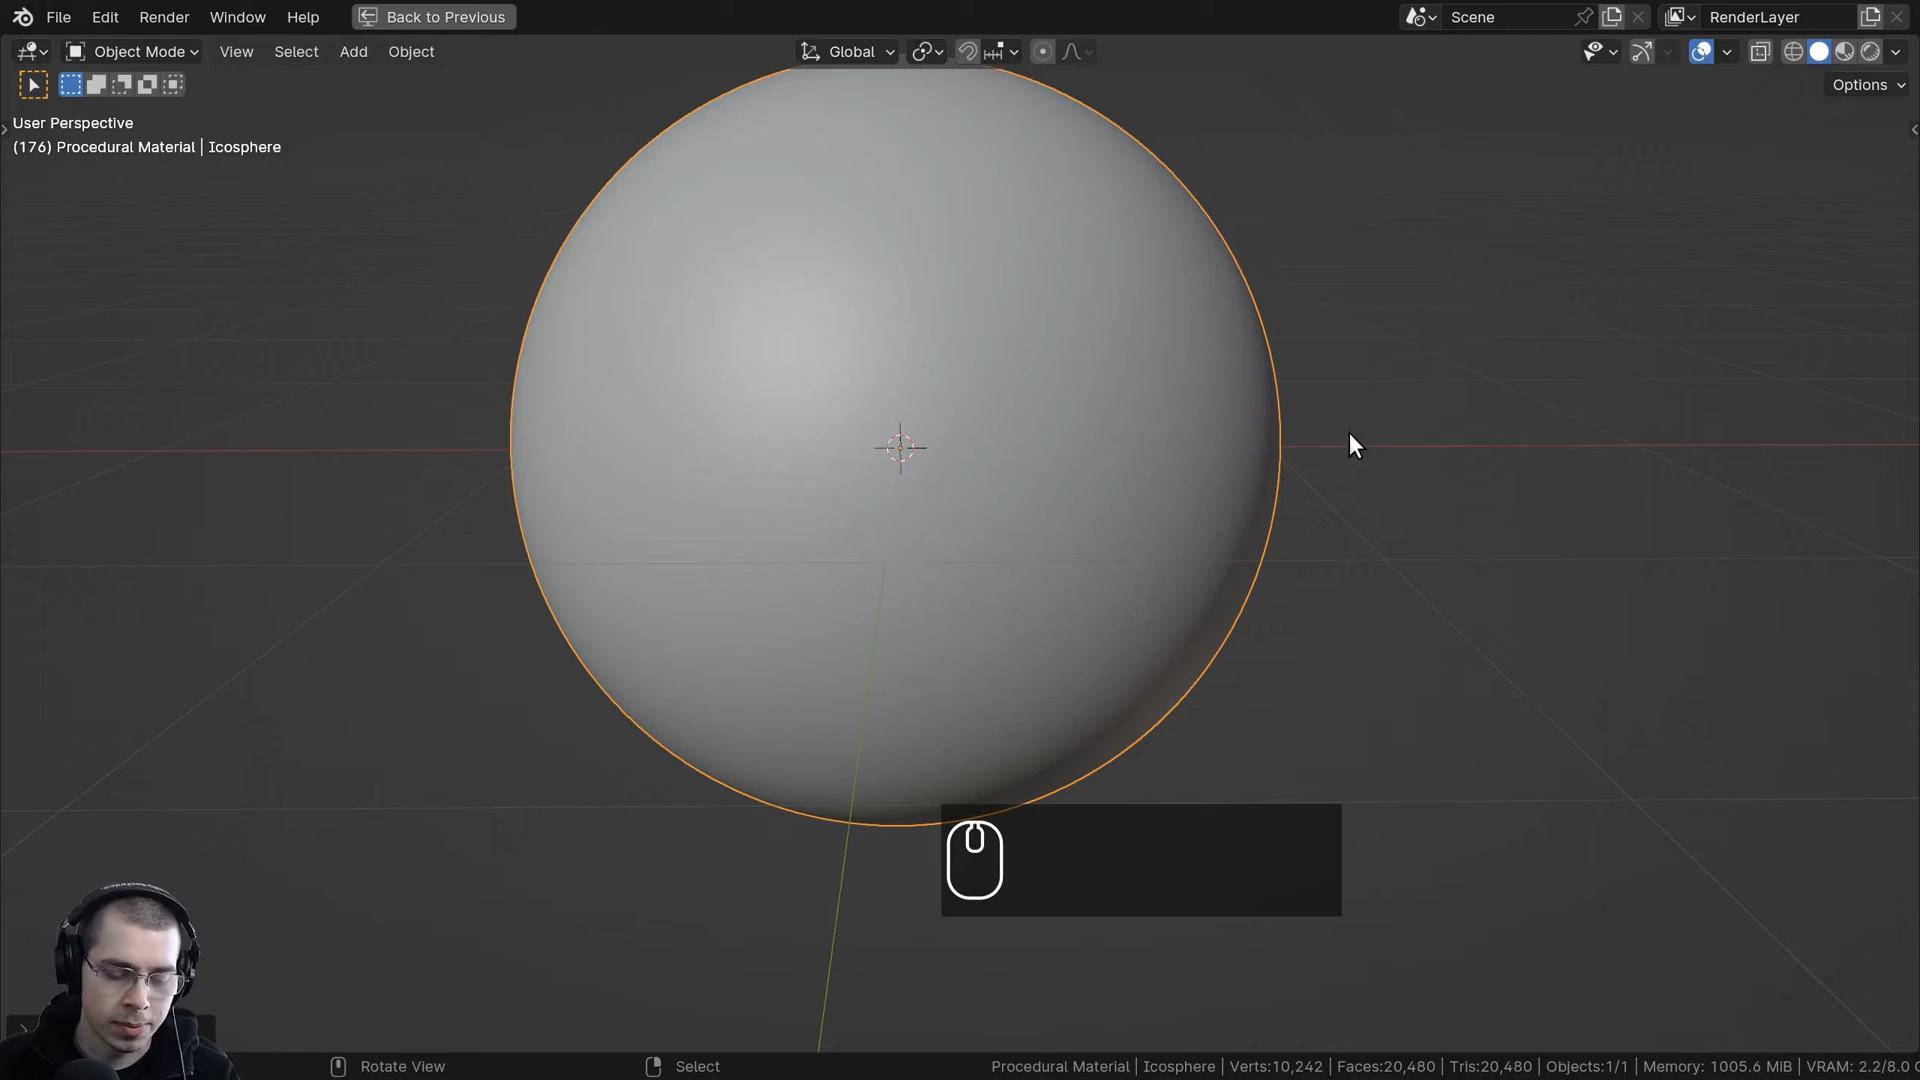 File Edit Render Window Help Back to Previous Scene RenderLayer
Object Mode View Select Add Object Global
Options
User Perspective
(176) Procedural Material | Icosphere
Rotate View Select Procedural Material | Icosphere | Verts:10,242 | Faces:20,480 | Tris:20,480 | Objects:1/1 | Memory: 1005.6 MiB | VRAM: 2.2/8.0